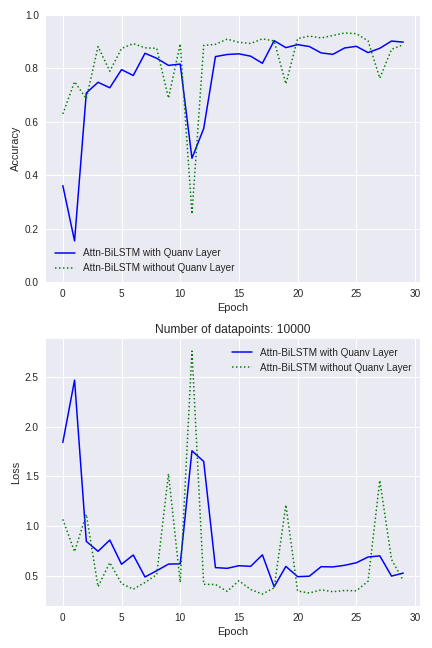 1.0
0.8
0.6
0.4
0.2
0.0
Accuracy
Attn-BiLSTM with Quanv Layer
Attn-BiLSTM without Quanv Layer
0 5 10 15 20 25 30
Epoch
Number of datapoints: 10000
Attn-BiLSTM with Quanv Layer
Attn-BiLSTM without Quanv Layer
2.5
2.0
1.5
1.0
0.5
Loss
0 5 10 15 20 25 30
Epoch